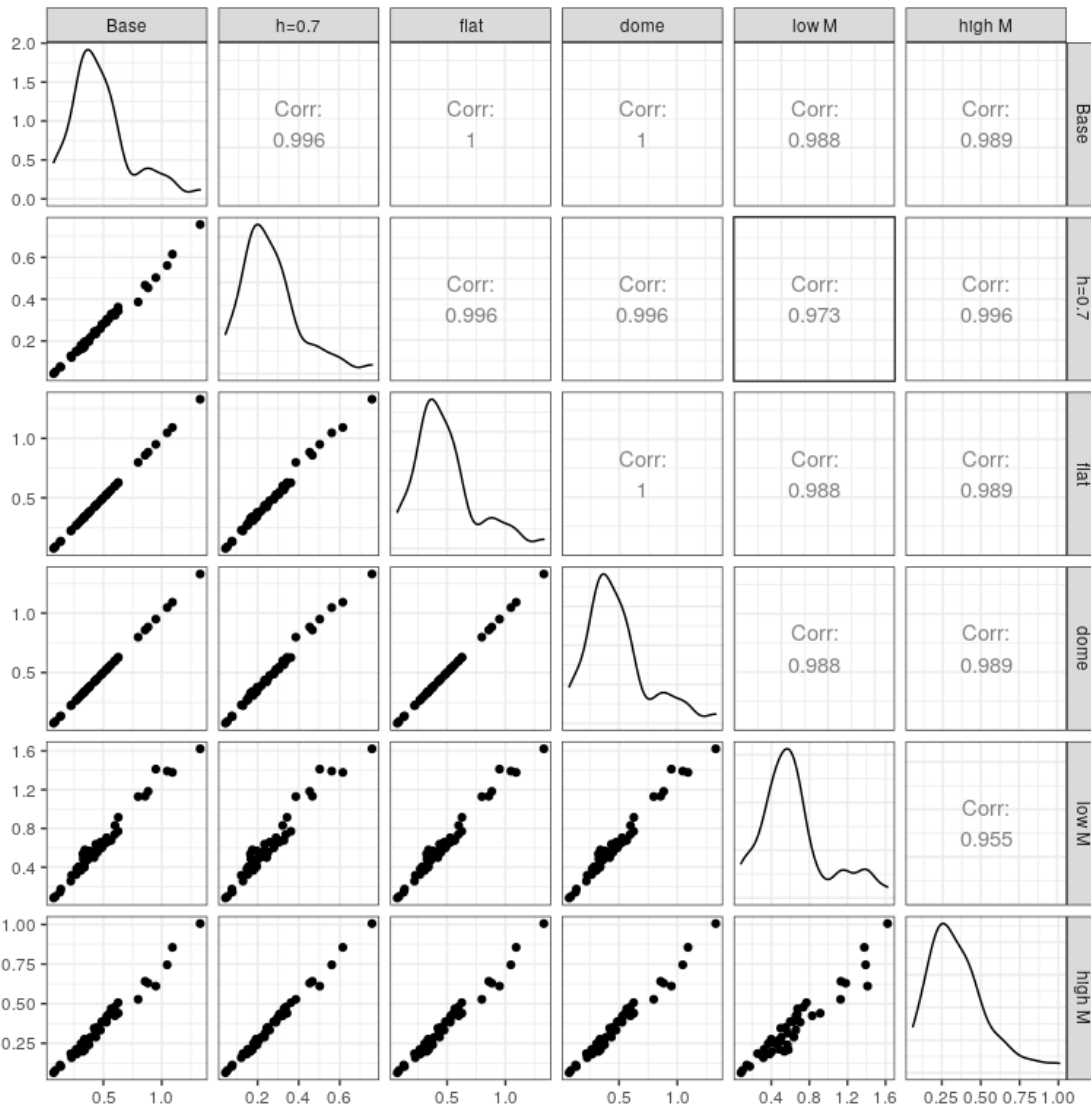 Base h=0.7 flat dome low M high M
2.0
1.5
1.0
0.5
0.0
Corr:
0.996
Corr:
1
Corr:
1
Corr:
0.988
Corr:
0.989
Base
0.6
0.4
0.2
Corr:
0.996
Corr:
0.996
Corr:
0.973
Corr:
0.996
h=0.7
1.0
0.5
Corr:
1
Corr:
0.988
Corr:
0.989
flat
1.0
0.5
Corr:
0.988
Corr:
0.989
dome
1.6
1.2
0.8
0.4
Corr:
0.955
low M
1.00
0.75
0.50
0.25
high M
0.5 1.0 0.2 0.4 0.6 0.5 1.0 0.5 1.0 0.4 0.8 1.2 1.6 0.25 0.50 0.75 1.00